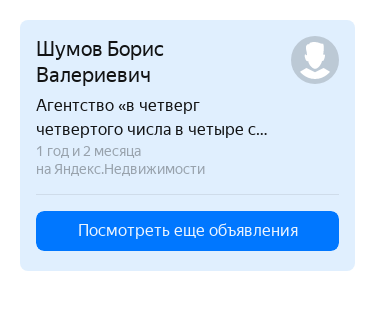 Шумов Борис
Валериевич
Агентство «в четверг
четвертого числа в четыре с...
1 год и 2 месяца
на Яндекс.Недвижимости
Посмотреть еще объявления